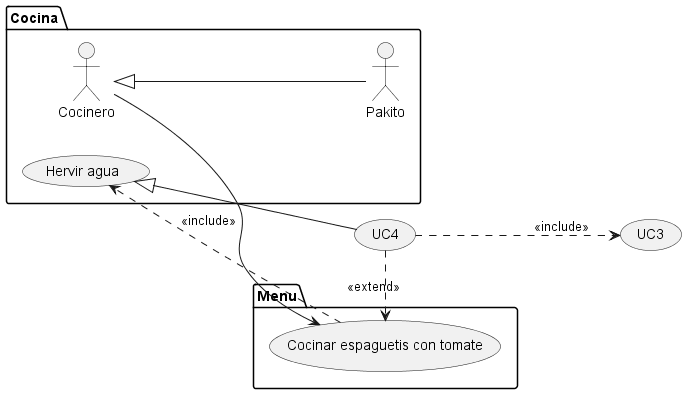 Cocina
Cocinero
Pakito
Hervir agua
«include»
UC4
«include»
UC3
«extend»
Menu
Cocinar espaguetis con tomate